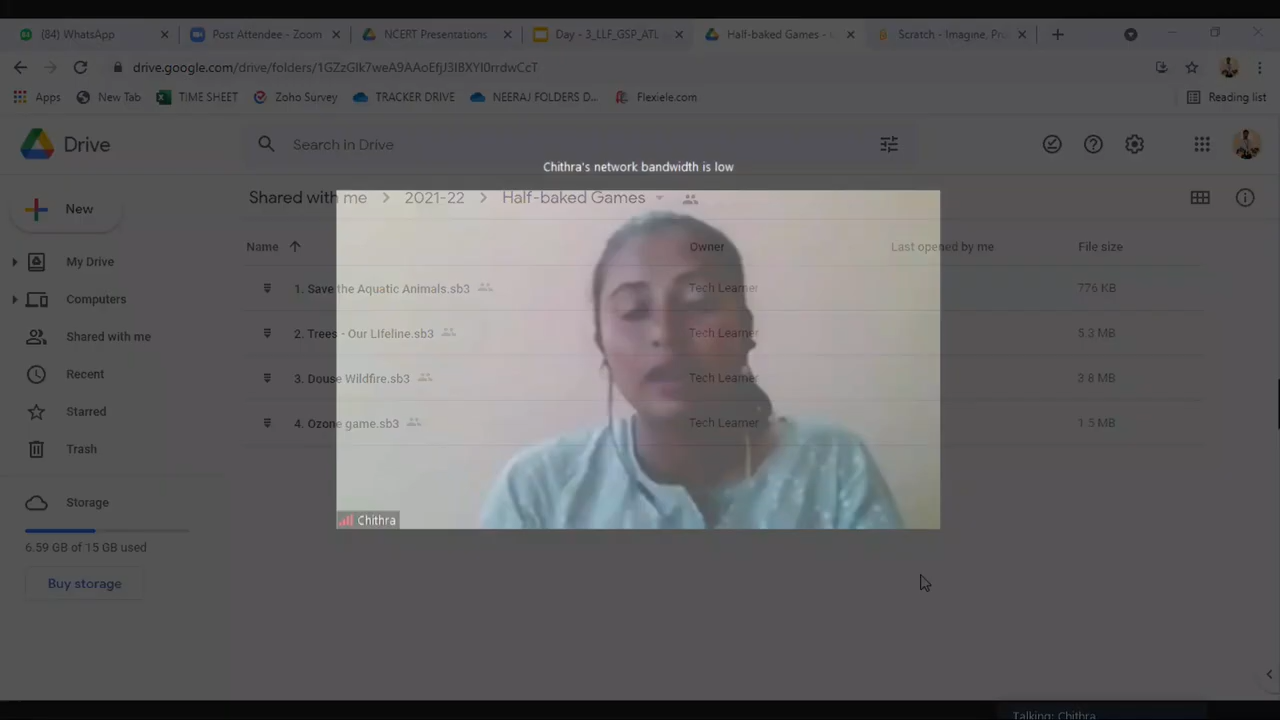 (84) WhatsApp
Post Attendee - Zoom
NCERT Presentations
Day - 3_LLF_GSP_ATL
Half-baked Games -
Scratch - Imagine, Pro
drive.google.com/drive/folders/
Apps
New Tab
TIME SHEET
Zoho Survey
TRACKER DRIVE
NEERAJ FOLDERS D...
Flexiele.com
Reading list
Drive
Search in Drive
Chithra's network bandwidth is low
New
Shared with me > 2021-22 > Half-baked Games
Name
Owner
Last opened by me
File size
My Drive
1. Save the Aquatic Animals.sb3
Tech Learner
776 KB
Computers
2. Trees - Our Lifeline.sb3
Tech Learner
5.3 MB
Shared with me
3. Douse Wildfire.sb3
Tech Learner
3.8 MB
Recent
4. Ozone game.sb3
Tech Learner
1.5 MB
Starred
Trash
Storage
6.59 GB of 15 GB used
Buy storage
Chithra
Talking: Chithra